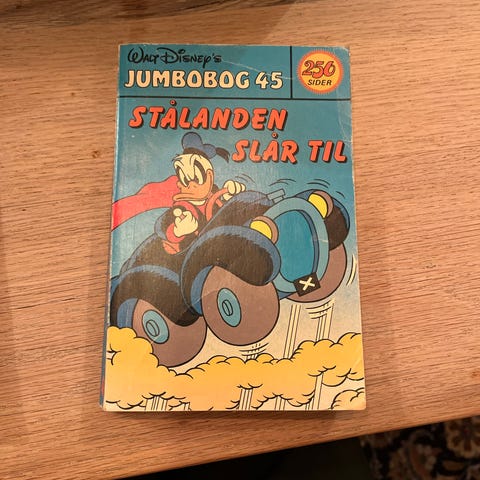 Walt Disney's
JUMBOBOG 45
256
SIDER
STÅLANDEN
SLÅR TIL
X